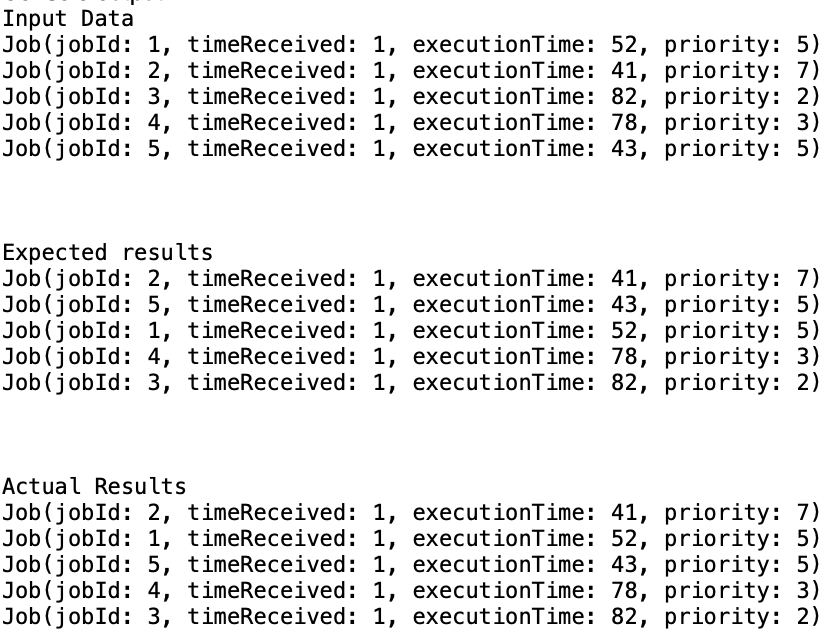 Input Data
Job(jobId: 1, timeReceived: 1, executionTime: 52, priority: 5)
Job(jobId: 2, timeReceived: 1, executionTime: 41, priority: 7)
Job(jobId: 3, timeReceived: 1, executionTime: 82, priority: 2)
Job(jobId: 4, timeReceived: 1, executionTime: 78, priority: 3)
Job(jobId: 5, timeReceived: 1, executionTime: 43, priority: 5)
Expected results
Job(jobId: 2, timeReceived: 1, executionTime: 41, priority: 7)
Job(jobId: 5, timeReceived: 1, executionTime: 43, priority: 5)
Job(jobId: 1, timeReceived: 1, executionTime: 52, priority: 5)
Job(jobId: 4, timeReceived: 1, executionTime: 78, priority: 3)
Job(jobId: 3, timeReceived: 1, executionTime: 82, priority: 2)
Actual Results
Job(jobId: 2, timeReceived: 1, executionTime: 41, priority: 7)
Job(jobId: 1, timeReceived: 1, executionTime: 52, priority: 5)
Job(jobId: 5, timeReceived: 1, executionTime: 43, priority: 5)
Job(jobId: 4, timeReceived: 1, executionTime: 78, priority: 3)
Job(jobId: 3, timeReceived: 1, executionTime: 82, priority: 2)